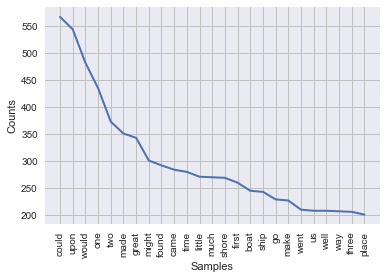 550
500
450
400
350
300
250
200
Counts
could
upon
would
one
two
made
great
might
found
came
time
little
much
shore
first
boat
ship
go
make
went
us
well
way
three
place
Samples